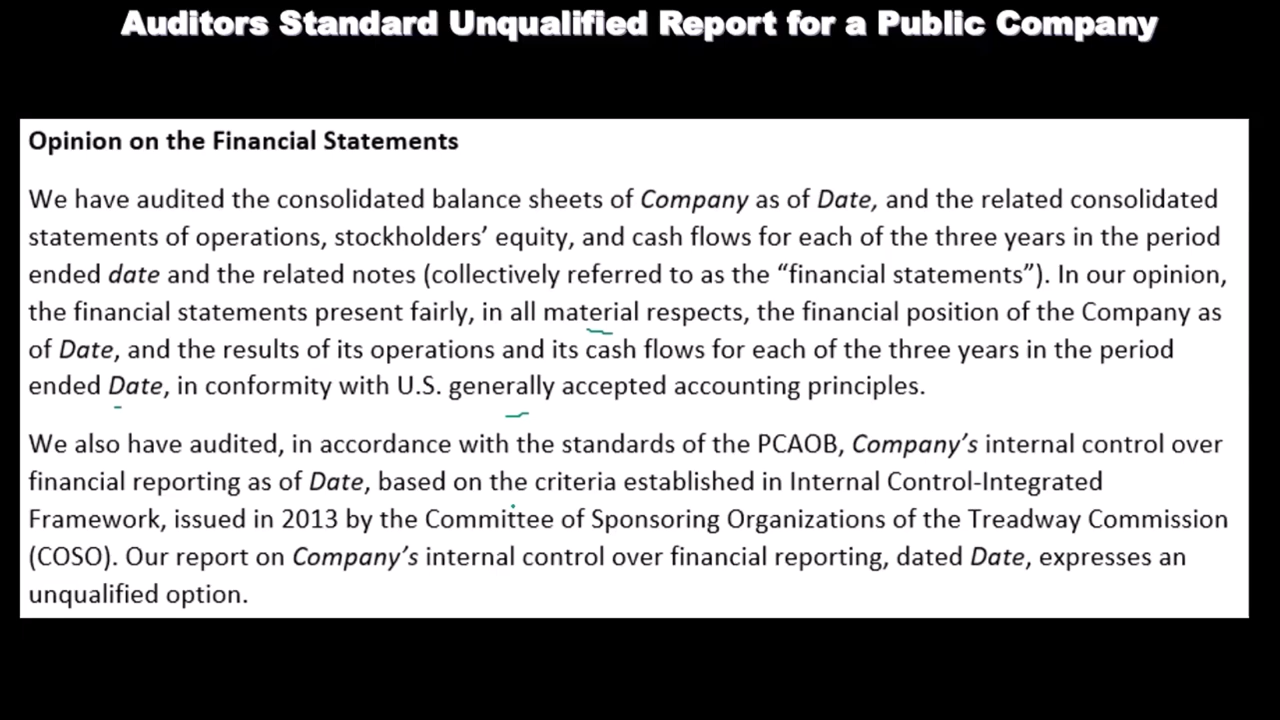 Auditors Standard Unqualified Report for a Public Company
Opinion on the Financial Statements
We have audited the consolidated balance sheets of Company as of Date, and the related consolidated
statements of operations, stockholders’ equity, and cash flows for each of the three years in the period
ended date and the related notes (collectively referred to as the “financial statements”). In our opinion,
the financial statements present fairly, in all material respects, the financial position of the Company as
of Date, and the results of its operations and its cash flows for each of the three years in the period
ended Date, in conformity with U.S. generally accepted accounting principles.
We also have audited, in accordance with the standards of the PCAOB, Company’s internal control over
financial reporting as of Date, based on the criteria established in Internal Control-Integrated
Framework, issued in 2013 by the Committee of Sponsoring Organizations of the Treadway Commission
(COSO). Our report on Company’s internal control over financial reporting, dated Date, expresses an
unqualified option.